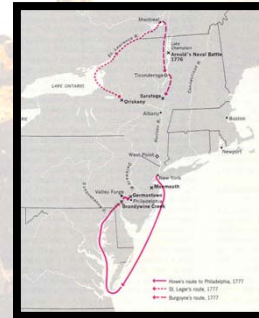 Montreal
St. Lawrence R.
Lake
Champlain
Arnold's Naval Battle
1776
Ticonderoga
LAKE ONTARIO
Saratoga
Oriskany
Albany
Boston
Newport
West Point
New York
Monmouth
Valley Forge
Germantown
Philadelphia
Brandywine Creek
Howe's route to Philadelphia, 1777
St. Leger's route, 1777
Burgoyne's route, 1777